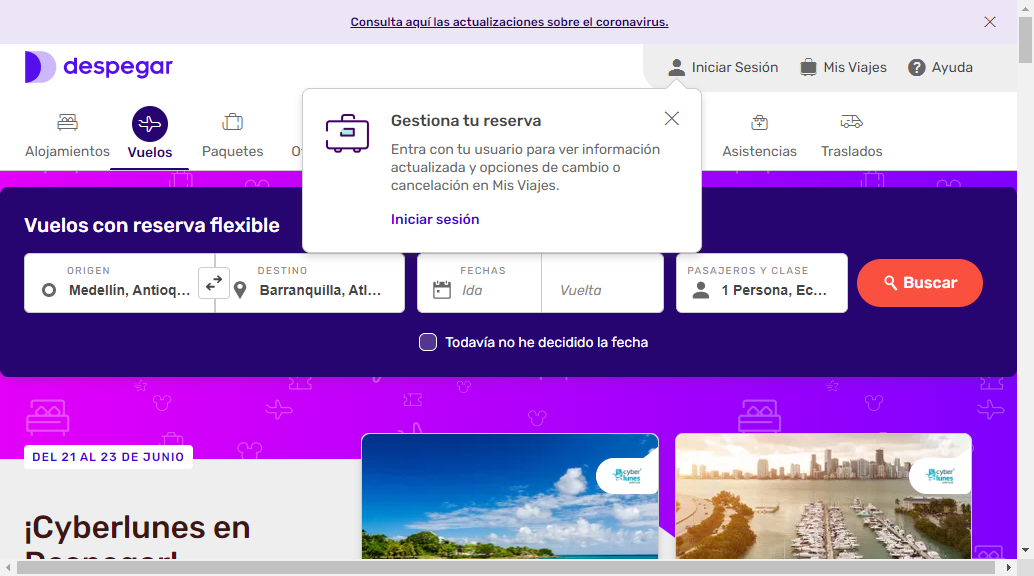 Consulta aquí las actualizaciones sobre el coronavirus.
despegar
Iniciar Sesión
Mis Viajes
Ayuda
Alojamientos
Vuelos
Paquetes
Asistencias
Traslados
Gestiona tu reserva
Entra con tu usuario para ver información
actualizada y opciones de cambio o
cancelación en Mis Viajes.
Iniciar sesión
Vuelos con reserva flexible
ORIGEN
Medellín, Antioq...
DESTINO
Barranquilla, Atl...
FECHAS
Ida
Vuelta
PASAJEROS Y CLASE
1 Persona, Ec...
Buscar
Todavía no he decidido la fecha
DEL 21 AL 23 DE JUNIO
cyber
lunes
cyber
lunes
¡Cyberlunes en
Despegar!